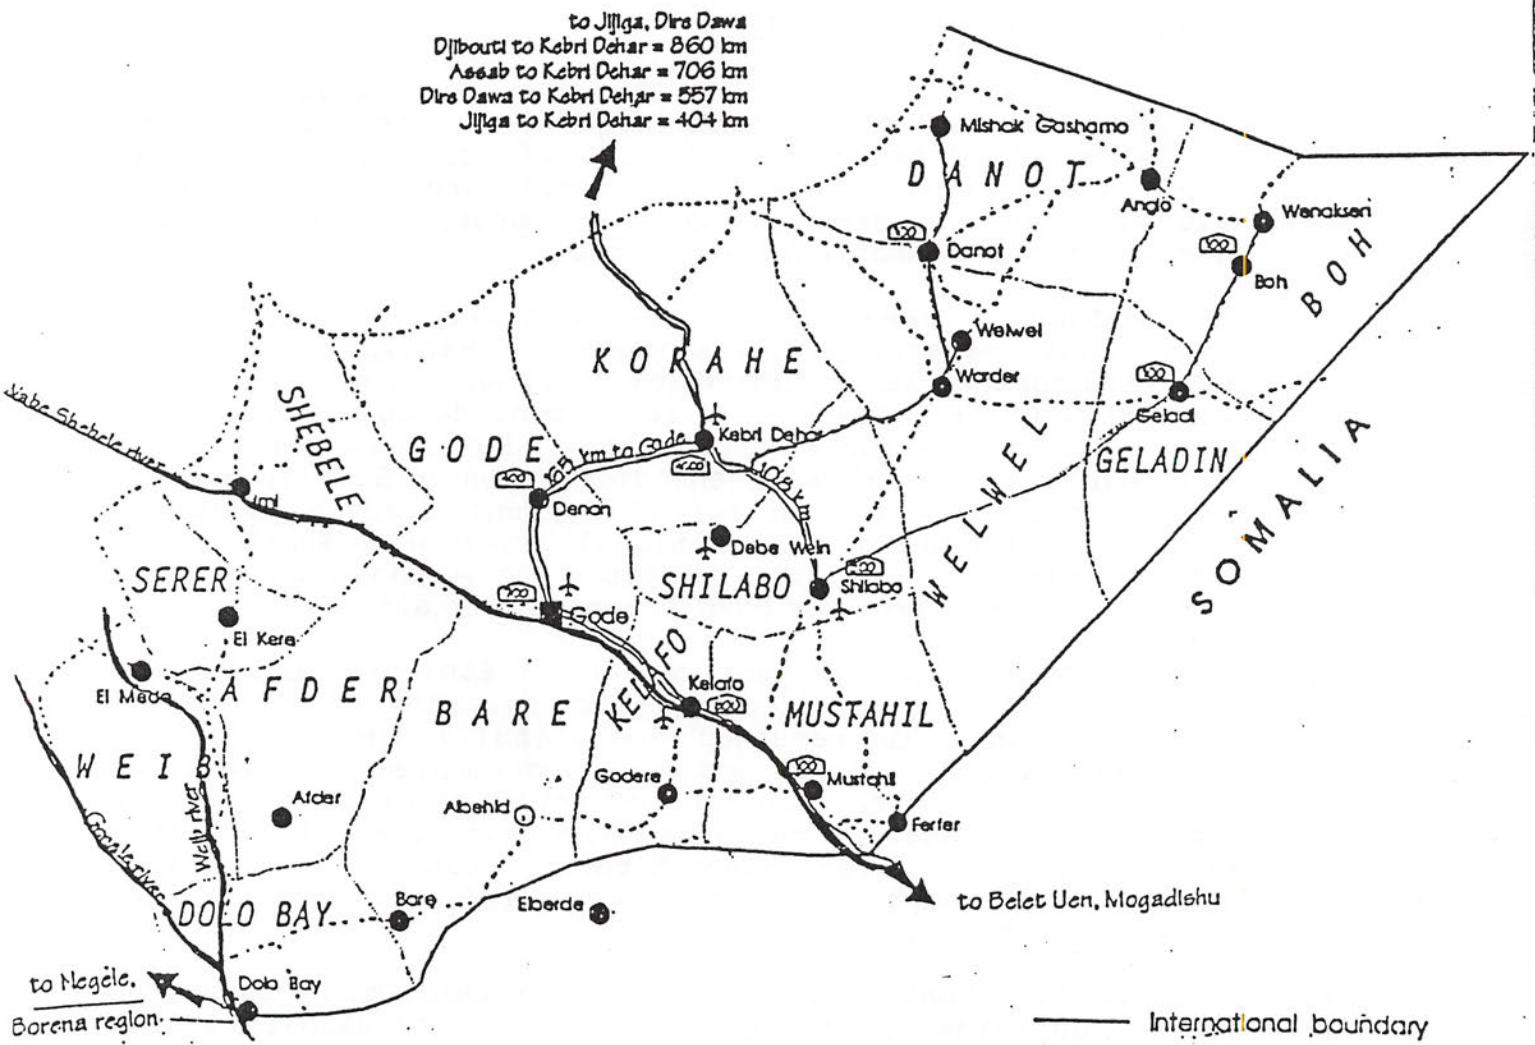 to Jijiga, Dire Dawa
Djibouti to Kebri Dehar = 860 km
Assab to Kebri Dehar = 706 km
Dire Dawa to Kebri Dehar = 557 km
Jijiga to Kebri Dehar = 404 km
Mishak Gashamo
DANOT
Anglo
Wenaksen
Danot
Boh
BOH
Welwel
KORAHE
Warder
Geladi
SHEBELE
Wabe Shebele river
GODE
65 km to Gode
Kebri Dehar
108 km
GELADIN
WELWEL
SOMALIA
Imi
Denan
Debe Wein
SERER
SHILABO
Shilabo
El Kere
Gode
KELAFO
El Medo
AFDER
BARE
Kelafo
MUSTAHIL
WEIB
Godere
Mustahil
Weib river
Afder
Albehid
Ferfer
Genale river
to Belet Uen, Mogadishu
DOLO BAY
Bare
Elberde
to Negele,
Borena region
Dolo Bay
International boundary